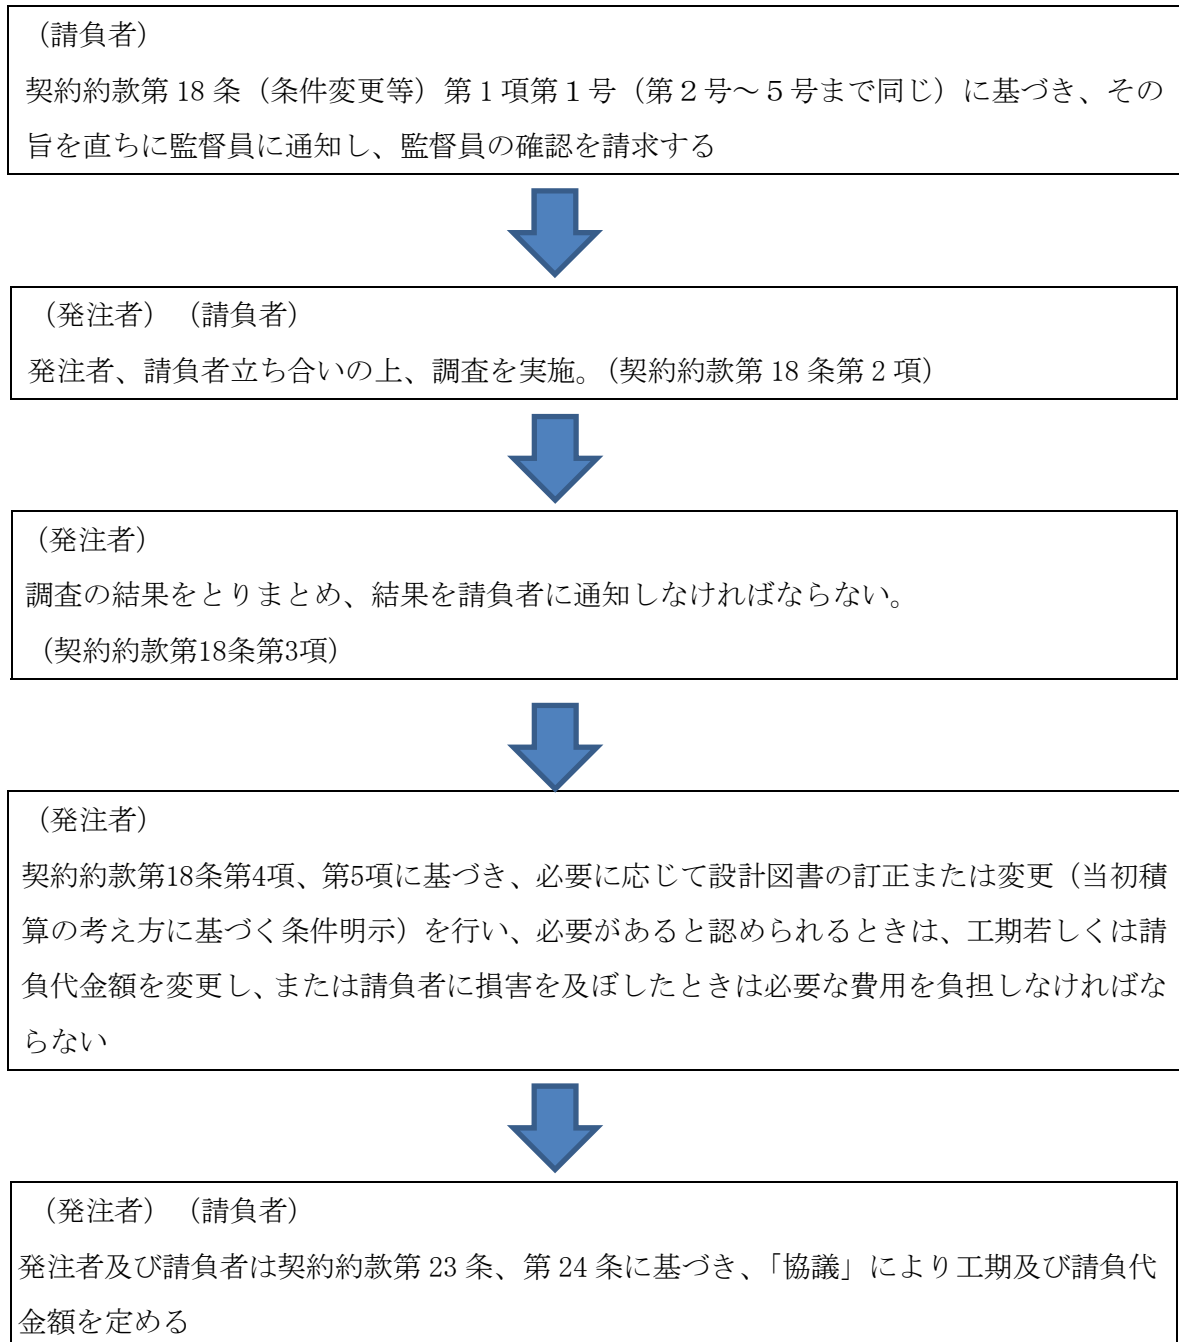 （請負者）
契約約款第 18 条（条件変更等）第１項第１号（第２号～５号まで同じ）に基づき、その
旨を直ちに監督員に通知し、監督員の確認を請求する
（発注者）（請負者）
発注者、請負者立ち合いの上、調査を実施。（契約約款第 18 条第２項）
（発注者）
調査の結果をとりまとめ、結果を請負者に通知しなければならない。
（契約約款第18条第3項）
（発注者）
契約約款第18条第4項、第5項に基づき、必要に応じて設計図書の訂正または変更（当初積
算の考え方に基づく条件明示）を行い、必要があると認められるときは、工期若しくは請
負代金額を変更し、または請負者に損害を及ぼしたときは必要な費用を負担しなければな
らない
（発注者）（請負者）
発注者及び請負者は契約約款第 23 条、第 24 条に基づき、「協議」により工期及び請負代
金額を定める